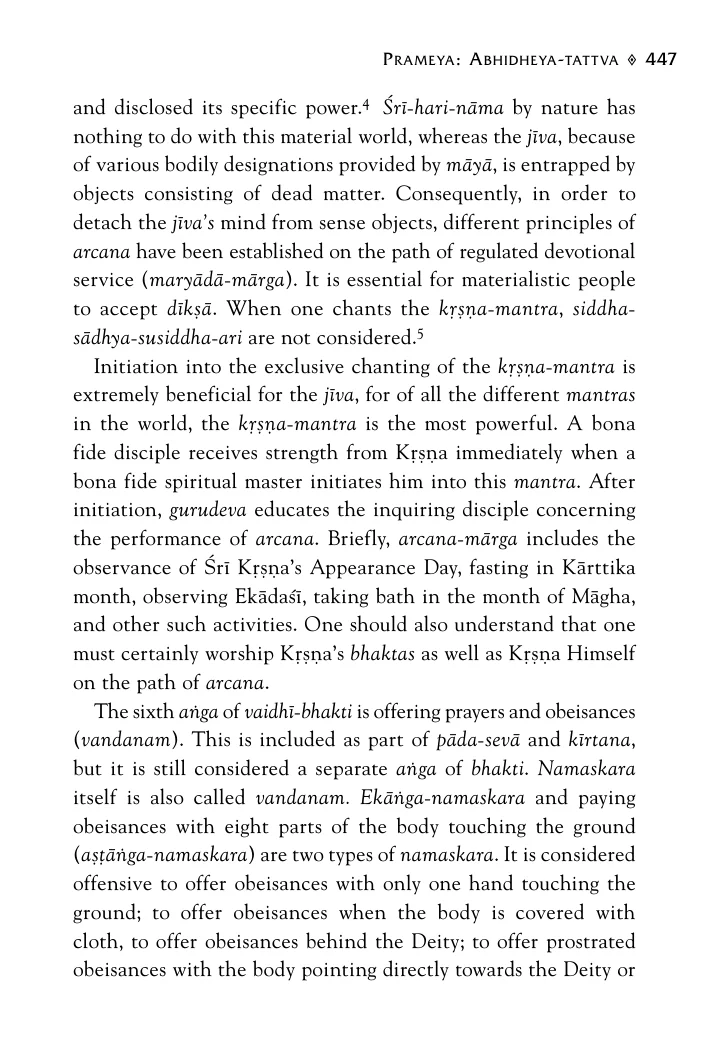 PRAMEYA: ABHIDHEYA-TATTVA ◊ 447
and disclosed its specific power.⁴ Śrī-hari-nāma by nature has
nothing to do with this material world, whereas the jīva, because
of various bodily designations provided by māyā, is entrapped by
objects consisting of dead matter. Consequently, in order to
detach the jīva's mind from sense objects, different principles of
arcana have been established on the path of regulated devotional
service (maryādā-mārga). It is essential for materialistic people
to accept dīkṣā. When one chants the kṛṣṇa-mantra, siddha-
sādhya-susiddha-ari are not considered.⁵
Initiation into the exclusive chanting of the kṛṣṇa-mantra is
extremely beneficial for the jīva, for of all the different mantras
in the world, the kṛṣṇa-mantra is the most powerful. A bona
fide disciple receives strength from Kṛṣṇa immediately when a
bona fide spiritual master initiates him into this mantra. After
initiation, gurudeva educates the inquiring disciple concerning
the performance of arcana. Briefly, arcana-mārga includes the
observance of Śrī Kṛṣṇa's Appearance Day, fasting in Kārttika
month, observing Ekādaśī, taking bath in the month of Māgha,
and other such activities. One should also understand that one
must certainly worship Kṛṣṇa's bhaktas as well as Kṛṣṇa Himself
on the path of arcana.
The sixth aṅga of vaidhī-bhakti is offering prayers and obeisances
(vandanam). This is included as part of pāda-sevā and kīrtana,
but it is still considered a separate aṅga of bhakti. Namaskara
itself is also called vandanam. Ekāṅga-namaskara and paying
obeisances with eight parts of the body touching the ground
(aṣṭāṅga-namaskara) are two types of namaskara. It is considered
offensive to offer obeisances with only one hand touching the
ground; to offer obeisances when the body is covered with
cloth, to offer obeisances behind the Deity; to offer prostrated
obeisances with the body pointing directly towards the Deity or